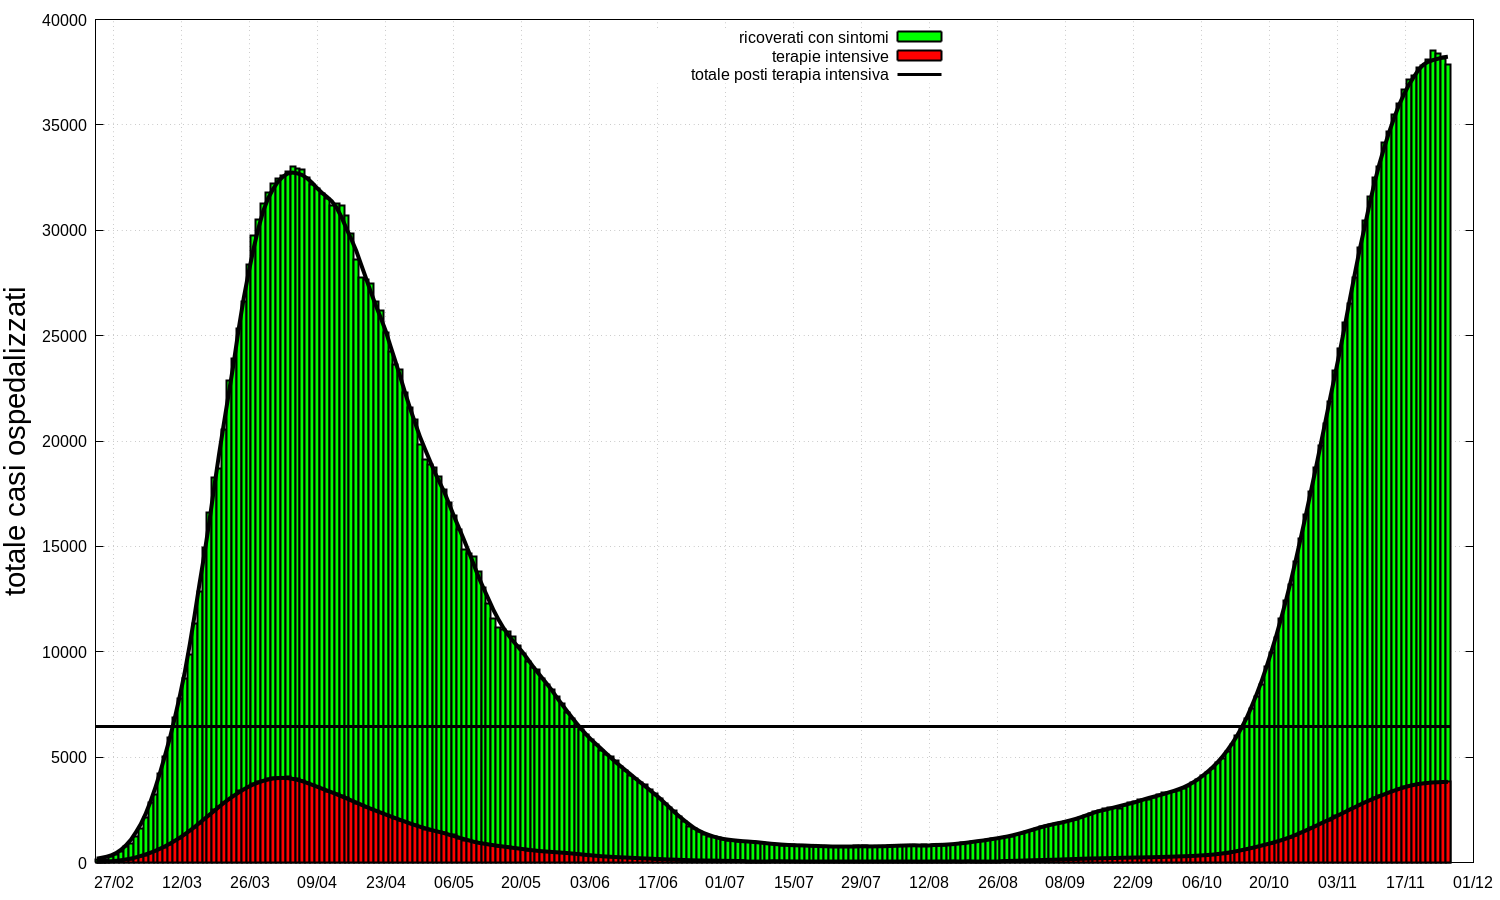 40000
35000
30000
25000
20000
15000
10000
5000
0
totale casi ospedalizzati
ricoverati con sintomi
terapie intensive
totale posti terapia intensiva
27/02 12/03 26/03 09/04 23/04 06/05 20/05 03/06 17/06 01/07 15/07 29/07 12/08 26/08 08/09 22/09 06/10 20/10 03/11 17/11 01/12